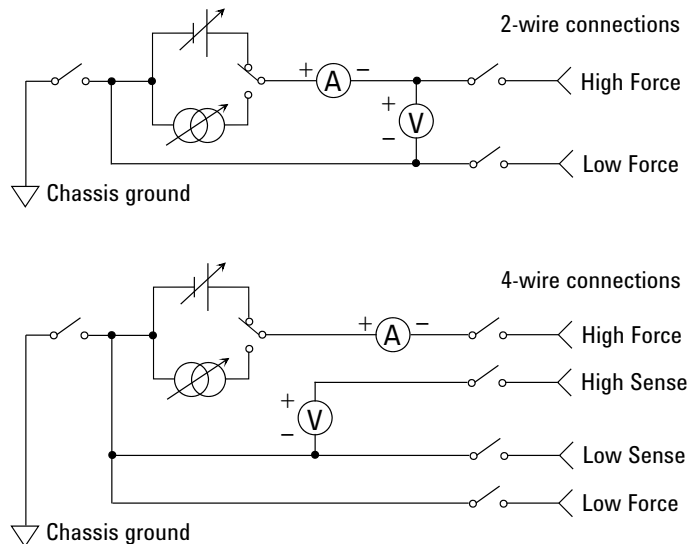 2-wire connections
+ A −
High Force
+
V
−
Low Force
Chassis ground
4-wire connections
+ A −
High Force
High Sense
+
V
−
Low Sense
Low Force
Chassis ground